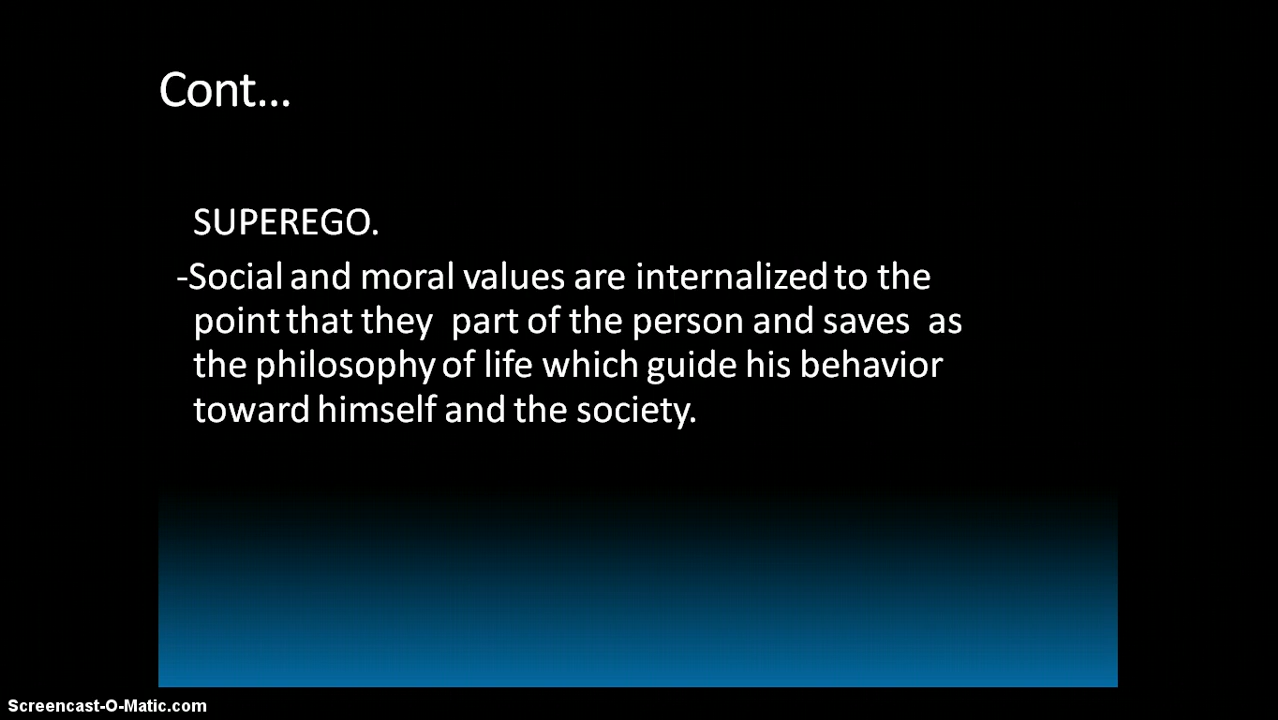 Cont...
SUPEREGO.
-Social and moral values are internalized to the
point that they part of the person and saves as
the philosophy of life which guide his behavior
toward himself and the society.
Screencast-O-Matic.com